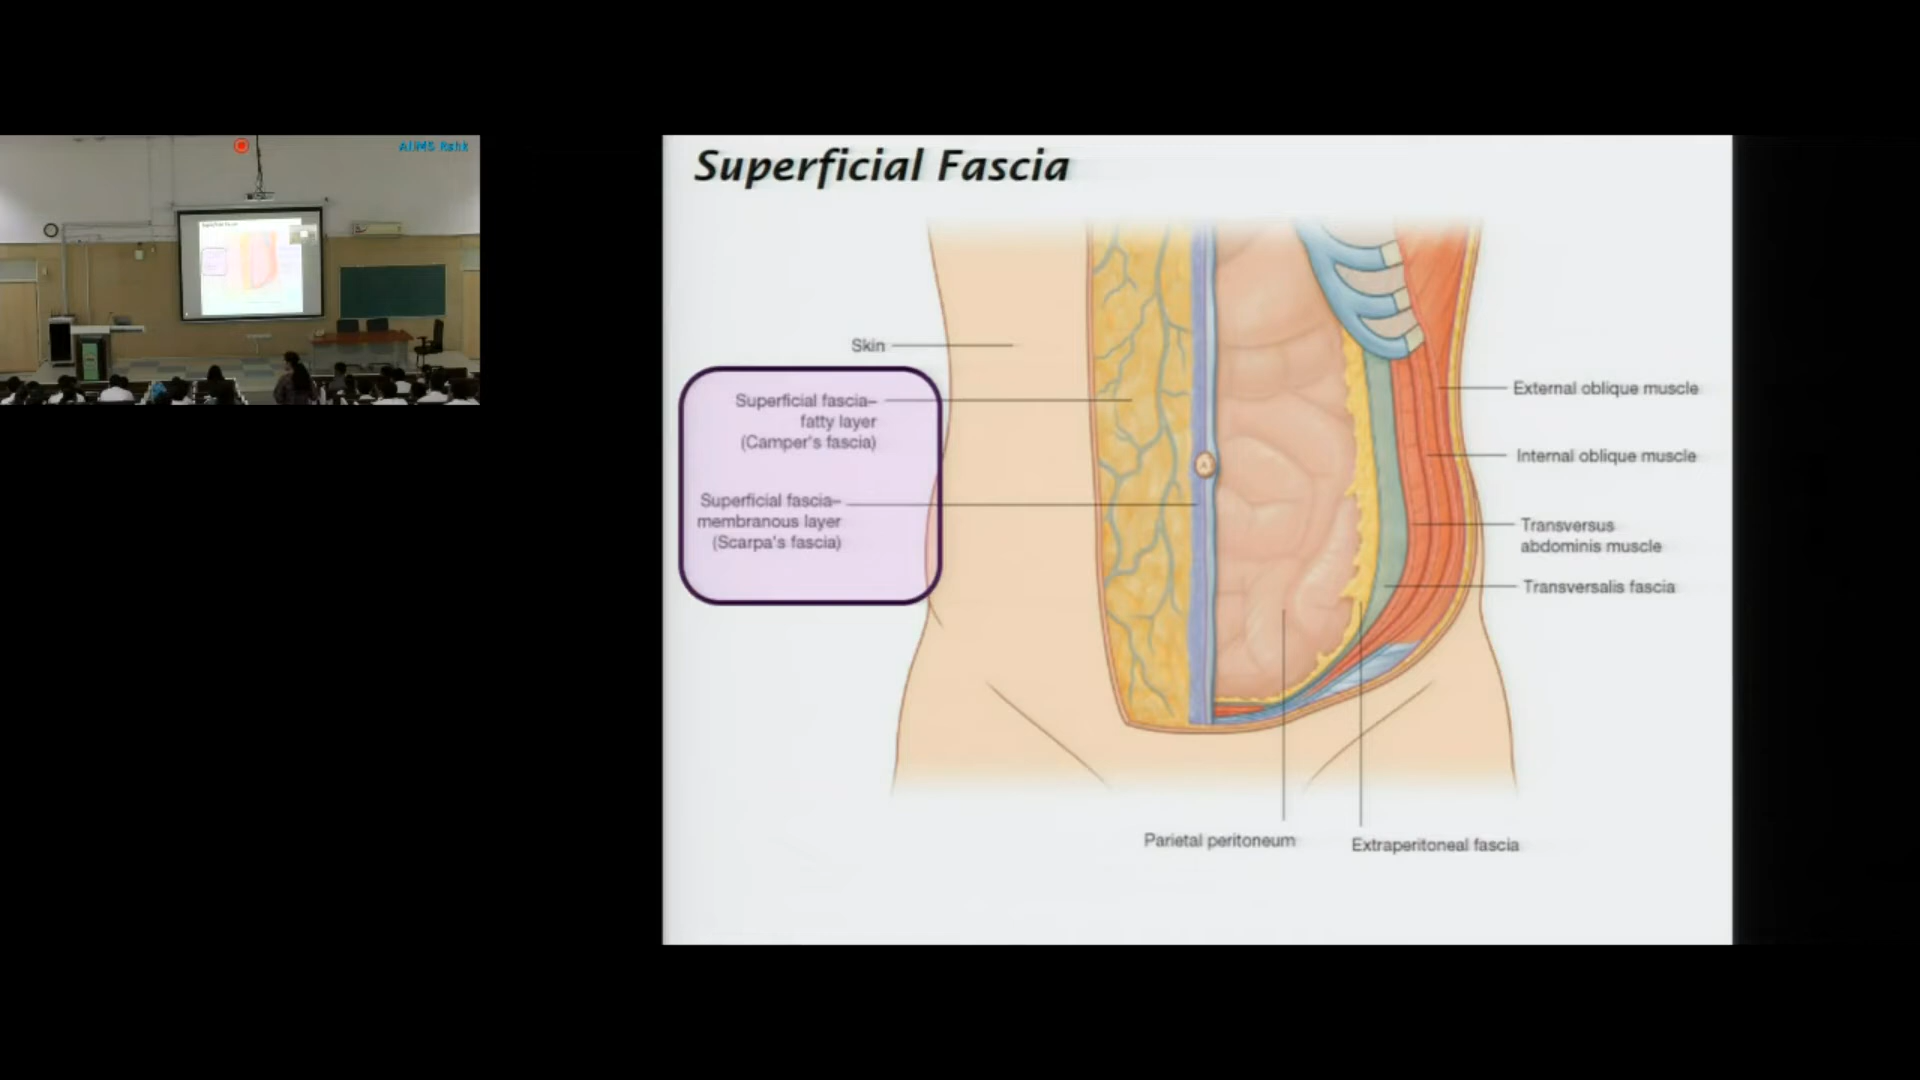 AIIMS Rshk
Superficial Fascia
Skin
Superficial fascia–
fatty layer
(Camper's fascia)
Superficial fascia–
membranous layer
(Scarpa's fascia)
External oblique muscle
Internal oblique muscle
Transversus
abdominis muscle
Transversalis fascia
Parietal peritoneum
Extraperitoneal fascia